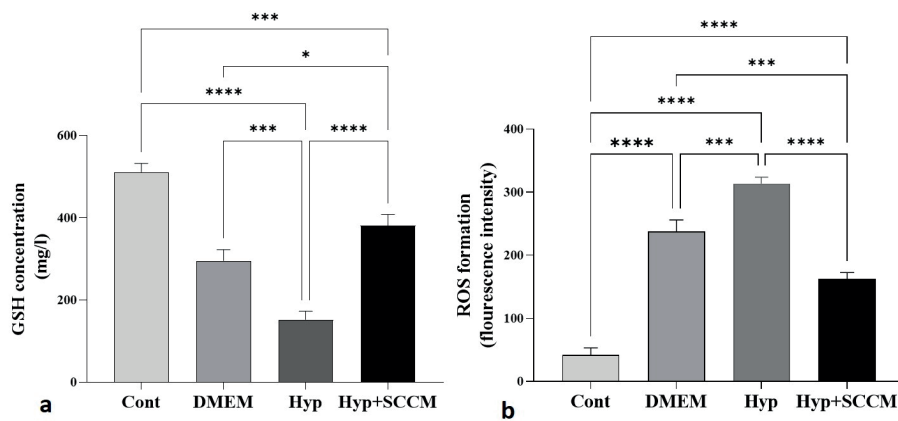 ***
*
****
***
****
GSH concentration
(mg/l)
600
400
200
0
Cont
DMEM
Hyp
Hyp+SCCM
a
****
***
****
****
***
****
ROS formation
(flourescence intensity)
400
300
200
100
0
Cont
DMEM
Hyp
Hyp+SCCM
b